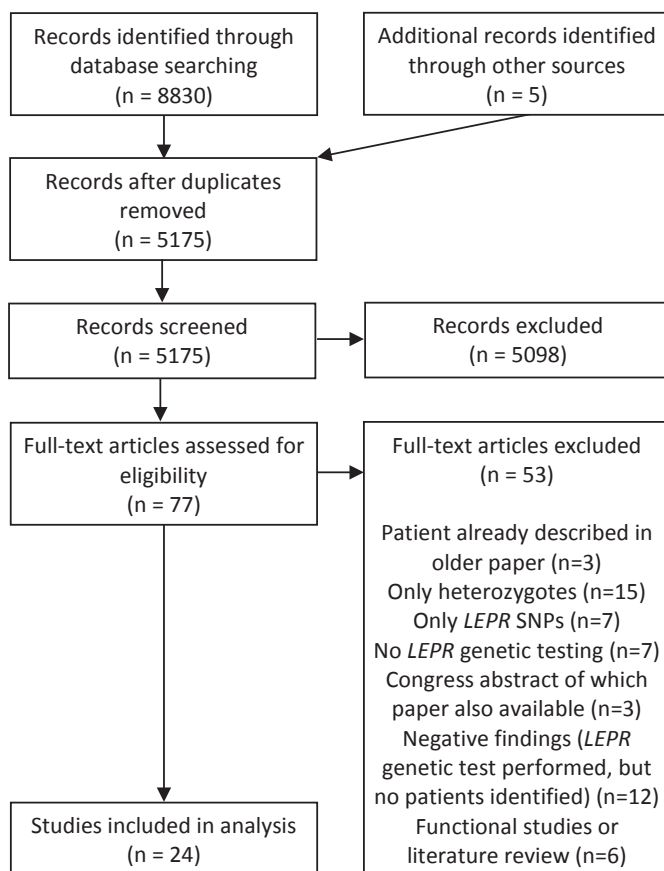 Records identified through
database searching
(n = 8830)
Additional records identified
through other sources
(n = 5)
Records after duplicates
removed
(n = 5175)
Records screened
(n = 5175)
Records excluded
(n = 5098)
Full-text articles assessed for
eligibility
(n = 77)
Full-text articles excluded
(n = 53)
Patient already described in
older paper (n=3)
Only heterozygotes (n=15)
Only LEPR SNPs (n=7)
No LEPR genetic testing (n=7)
Congress abstract of which
paper also available (n=3)
Negative findings (LEPR
genetic test performed, but
no patients identified) (n=12)
Functional studies or
literature review (n=6)
Studies included in analysis
(n = 24)